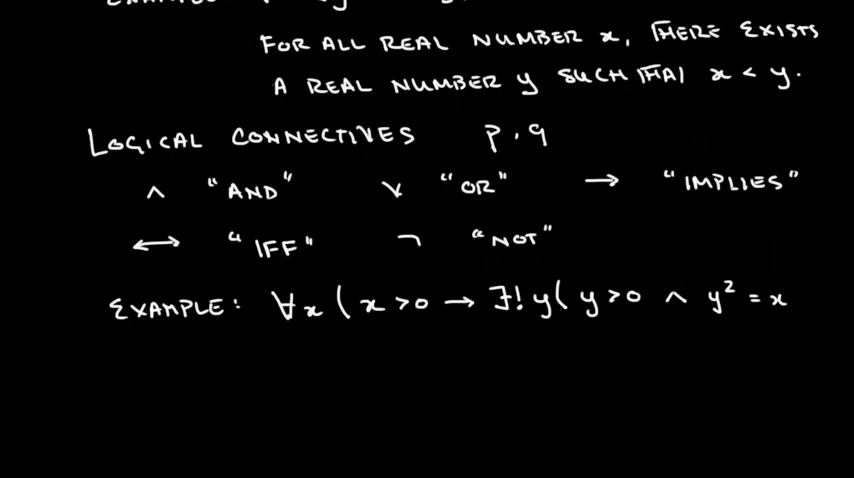 FOR ALL REAL NUMBER x, THERE EXISTS
A REAL NUMBER y SUCH THAT x < y.
LOGICAL CONNECTIVES p, q
∧ "AND" ∨ "OR" → "IMPLIES"
↔ "IFF" ¬ "NOT"
EXAMPLE: ∀x ( x > 0 → ∃! y ( y > 0 ∧ y² = x